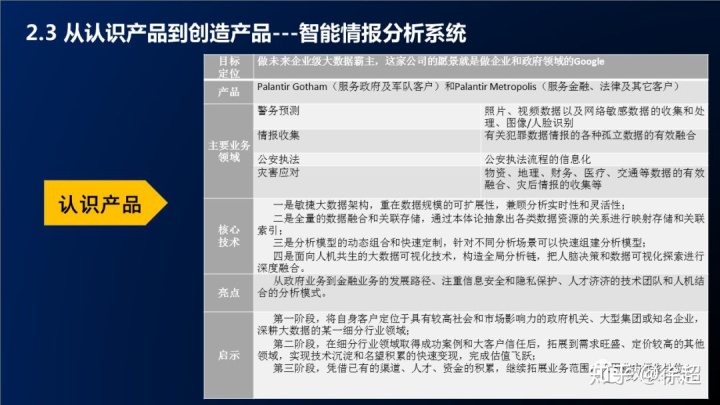 2.3 从认识产品到创造产品---智能情报分析系统
认识产品
目标
定位
做未来企业级大数据霸主，这家公司的愿景就是做企业和政府领域的Google
产品
Palantir Gotham（服务政府及军队客户）和Palantir Metropolis（服务金融、法律及其它客户）
主要业务
领域
警务预测
照片、视频数据以及网络敏感数据的收集和处
理、图像/人脸识别
情报收集
有关犯罪数据情报的各种孤立数据的有效融合
公安执法
公安执法流程的信息化
灾害应对
物资、地理、财务、医疗、交通等数据的有效
融合、灾后情报的收集等
核心
技术
一是敏捷大数据架构，重在数据规模的可扩展性，兼顾分析实时性和灵活性；
二是全量的数据融合和关联存储，通过本体论抽象出各类数据资源的关系进行映射存储和关联
索引；
三是分析模型的动态组合和快速定制，针对不同分析场景可以快速组建分析模型；
四是面向人机共生的大数据可视化技术，构造全局分析链，把人脑决策和数据可视化探索进行
深度融合。
亮点
从政府业务到金融业务的发展路径、注重信息安全和隐私保护、人才济济的技术团队和人机结
合的分析模式。
启示
第一阶段，将自身客户定位于具有较高社会和市场影响力的政府机关、大型集团或知名企业，
深耕大数据的某一细分行业领域；
第二阶段，在细分行业领域取得成功案例和大客户信任后，拓展到需求旺盛、定价较高的其他
领域，实现技术沉淀和名望积累的快速变现，完成估值飞跃；
第三阶段，凭借已有的渠道、人才、资金的积累，继续拓展业务范围，
知乎 @徐超